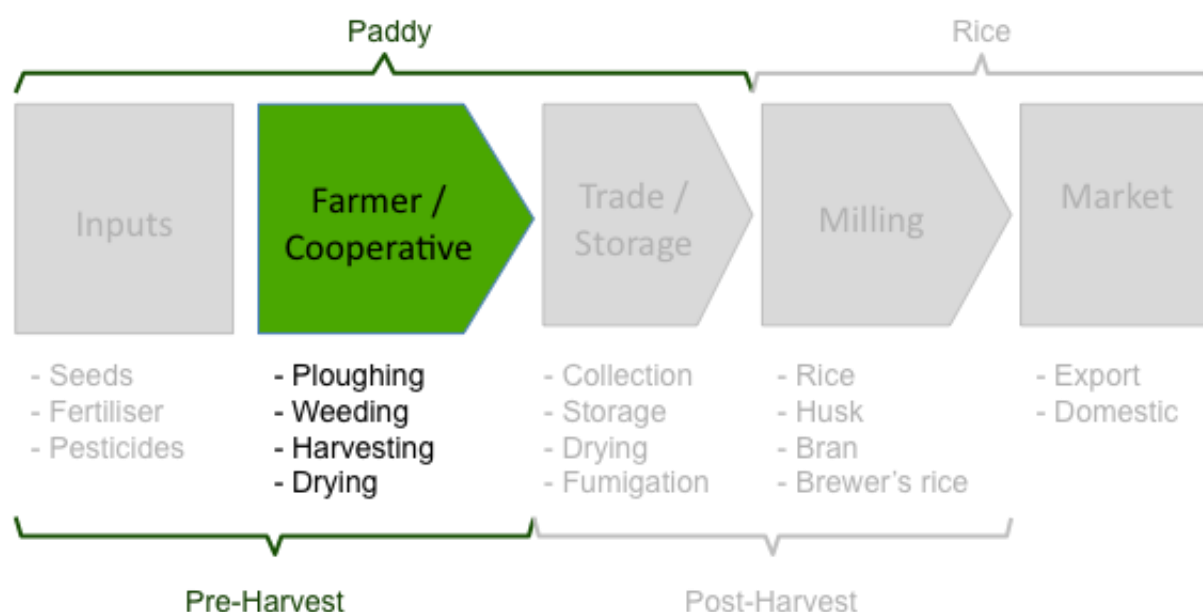 Paddy
Rice
Inputs
Farmer /
Cooperative
Trade /
Storage
Milling
Market
- Seeds
- Fertiliser
- Pesticides
- Ploughing
- Weeding
- Harvesting
- Drying
- Collection
- Storage
- Drying
- Fumigation
- Rice
- Husk
- Bran
- Brewer's rice
- Export
- Domestic
Pre-Harvest
Post-Harvest